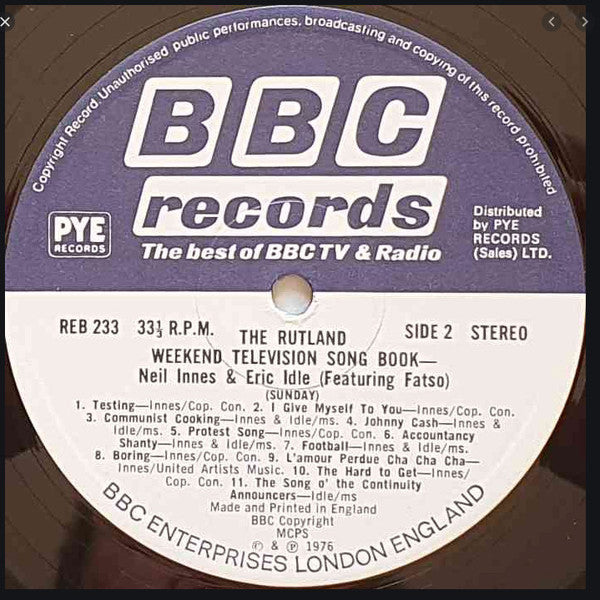 Copyright Record. Unauthorised public performances, broadcasting and copying of this record prohibited
BBC
records
The best of BBC TV & Radio
PYE
RECORDS
Distributed
by PYE
RECORDS
(Sales) LTD.
REB 233 33⅓ R.P.M.
SIDE 2 STEREO
THE RUTLAND
WEEKEND TELEVISION SONG BOOK—
Neil Innes & Eric Idle (Featuring Fatso)
(SUNDAY)
1. Testing—Innes/Cop. Con. 2. I Give Myself To You—Innes/Cop. Con.
3. Communist Cooking—Innes & Idle/ms. 4. Johnny Cash—Innes &
Idle/ms. 5. Protest Song—Innes/Cop. Con. 6. Accountancy
Shanty—Innes & Idle/ms. 7. Football—Innes & Idle/ms.
8. Boring—Innes/Cop. Con. 9. L'amour Perdue Cha Cha Cha—
Innes/United Artists Music. 10. The Hard to Get—Innes/
Cop. Con. 11. The Song o' the Continuity
Announcers—Idle/ms
Made and Printed in England
BBC Copyright
MCPS
© & ℗ 1976
BBC ENTERPRISES LONDON ENGLAND